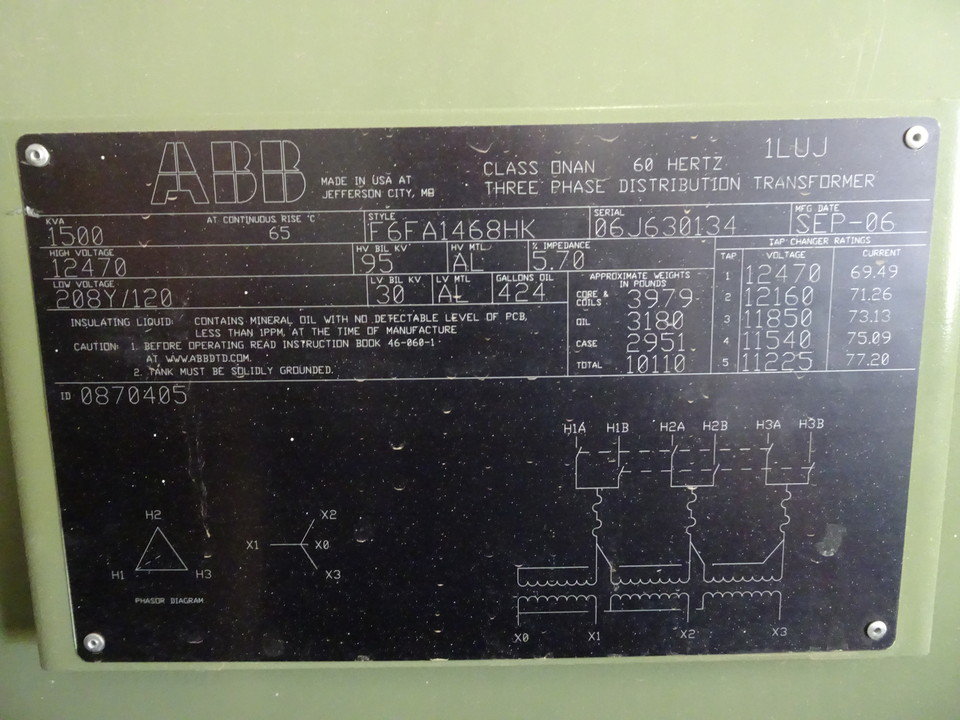 ABB
MADE IN USA AT
JEFFERSON CITY, MO
CLASS ONAN 60 HERTZ 1LUJ
THREE PHASE DISTRIBUTION TRANSFORMER
KVA AT CONTINUOUS RISE °C STYLE SERIAL MFG DATE
1500 65 F6FA1468HK 06J630134 SEP-06
HIGH VOLTAGE HV BIL KV HV MTL. % IMPEDANCE
12470 95 AL 5.70
LOW VOLTAGE LV BIL KV LV MTL GALLONS OIL
208Y/120 30 AL 424
TAP CHANGER RATINGS
TAP VOLTAGE CURRENT
1 12470 69.49
2 12160 71.26
3 11850 73.13
4 11540 75.09
5 11225 77.20
APPROXIMATE WEIGHTS
IN POUNDS
CORE &
COILS 3979
OIL 3180
CASE 2951
TOTAL 10110
INSULATING LIQUID: CONTAINS MINERAL OIL WITH NO DETECTABLE LEVEL OF PCB,
LESS THAN 1PPM, AT THE TIME OF MANUFACTURE
CAUTION: 1. BEFORE OPERATING READ INSTRUCTION BOOK 46-060-1
AT WWW.ABBDTD.COM.
2. TANK MUST BE SOLIDLY GROUNDED.
ID 0870405
H1A H1B H2A H2B H3A H3B
H2
H1 H3
PHASOR DIAGRAM
X2
X1 X0
X3
X0 X1 X2 X3